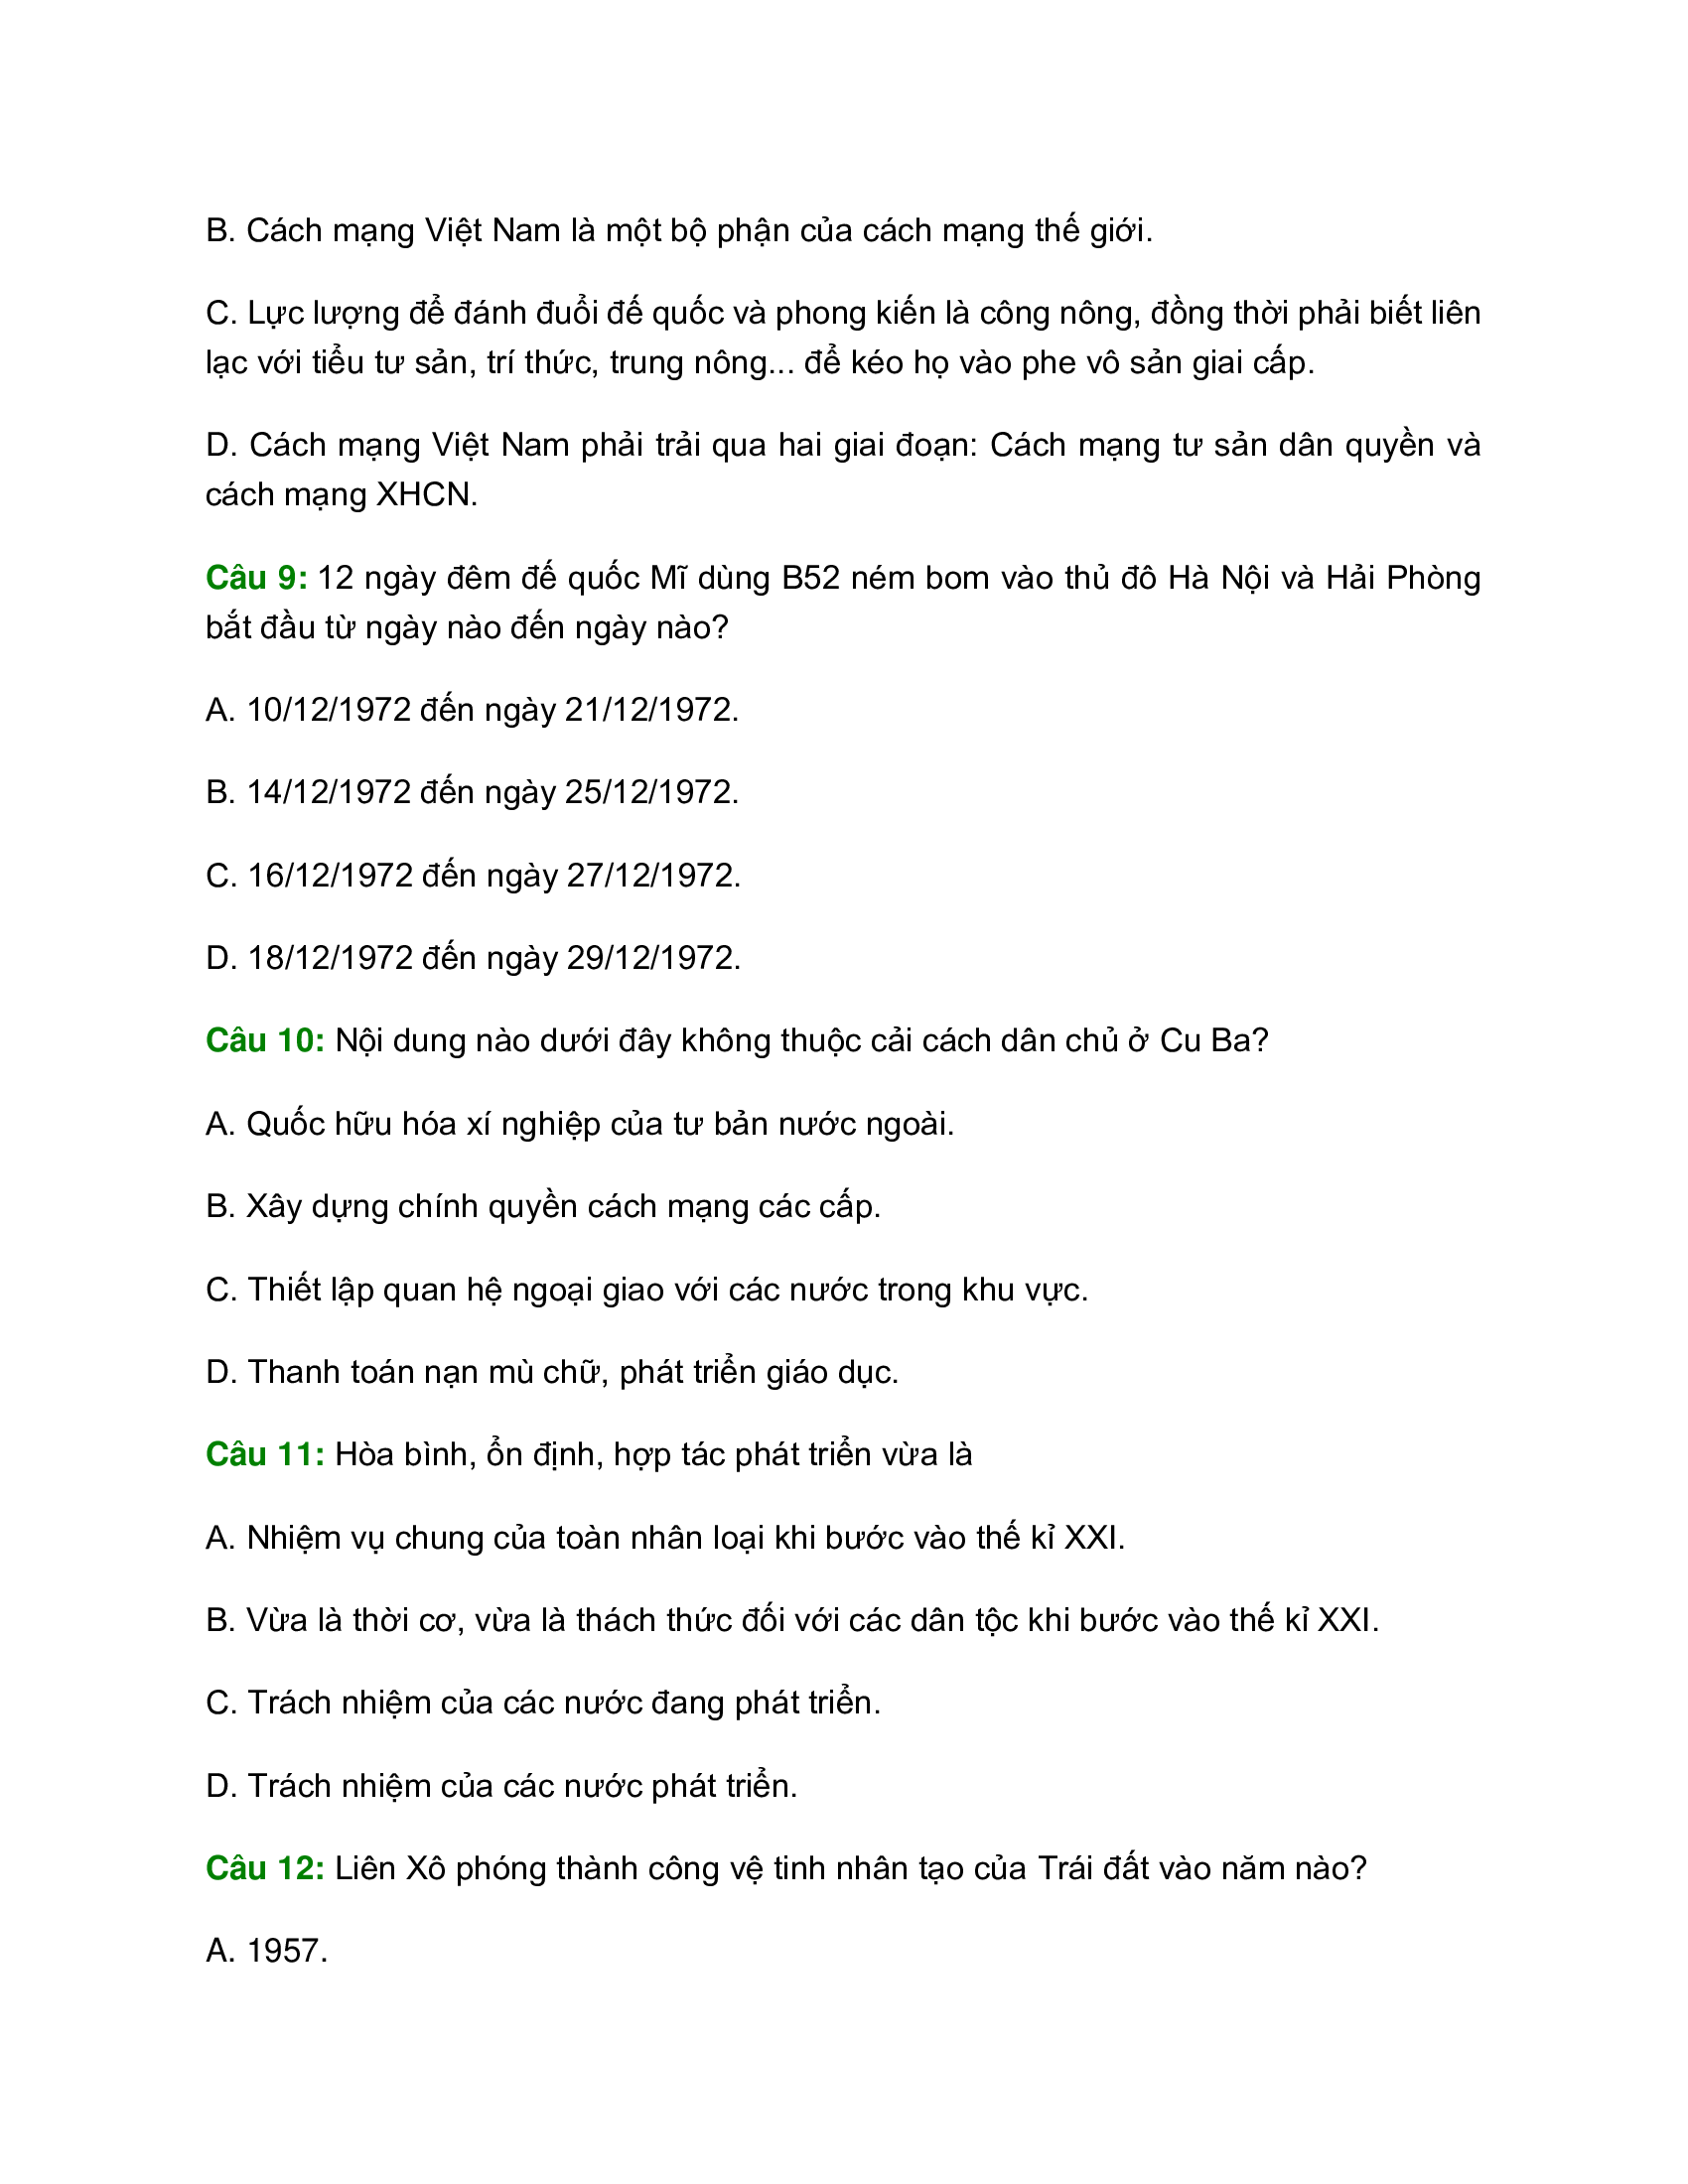 B. Cách mạng Việt Nam là một bộ phận của cách mạng thế giới.
C. Lực lượng để đánh đuổi đế quốc và phong kiến là công nông, đồng thời phải biết liên
lạc với tiểu tư sản, trí thức, trung nông... để kéo họ vào phe vô sản giai cấp.
D. Cách mạng Việt Nam phải trải qua hai giai đoạn: Cách mạng tư sản dân quyền và
cách mạng XHCN.
Câu 9: 12 ngày đêm đế quốc Mĩ dùng B52 ném bom vào thủ đô Hà Nội và Hải Phòng
bắt đầu từ ngày nào đến ngày nào?
A. 10/12/1972 đến ngày 21/12/1972.
B. 14/12/1972 đến ngày 25/12/1972.
C. 16/12/1972 đến ngày 27/12/1972.
D. 18/12/1972 đến ngày 29/12/1972.
Câu 10: Nội dung nào dưới đây không thuộc cải cách dân chủ ở Cu Ba?
A. Quốc hữu hóa xí nghiệp của tư bản nước ngoài.
B. Xây dựng chính quyền cách mạng các cấp.
C. Thiết lập quan hệ ngoại giao với các nước trong khu vực.
D. Thanh toán nạn mù chữ, phát triển giáo dục.
Câu 11: Hòa bình, ổn định, hợp tác phát triển vừa là
A. Nhiệm vụ chung của toàn nhân loại khi bước vào thế kỉ XXI.
B. Vừa là thời cơ, vừa là thách thức đối với các dân tộc khi bước vào thế kỉ XXI.
C. Trách nhiệm của các nước đang phát triển.
D. Trách nhiệm của các nước phát triển.
Câu 12: Liên Xô phóng thành công vệ tinh nhân tạo của Trái đất vào năm nào?
A. 1957.